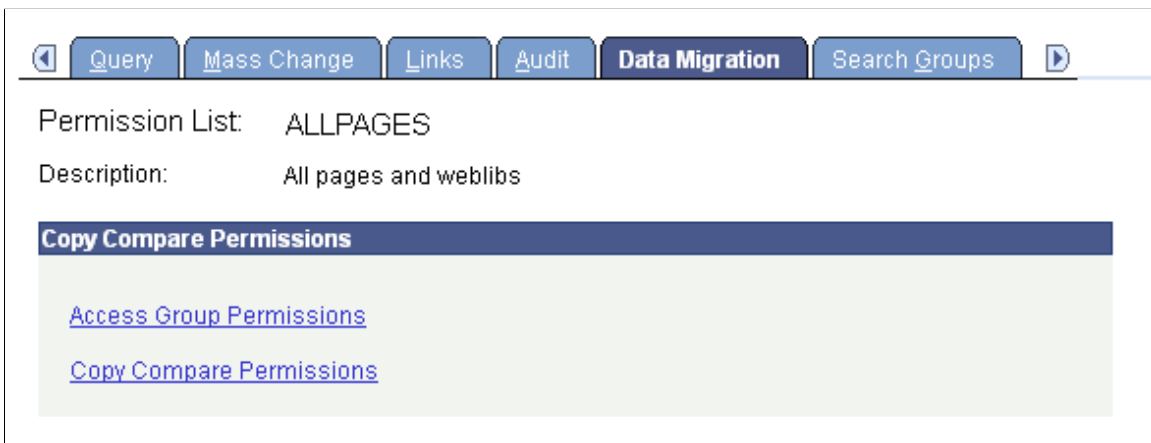 Query Mass Change Links Audit Data Migration Search Groups
Permission List: ALLPAGES
Description: All pages and weblibs
Copy Compare Permissions
Access Group Permissions
Copy Compare Permissions